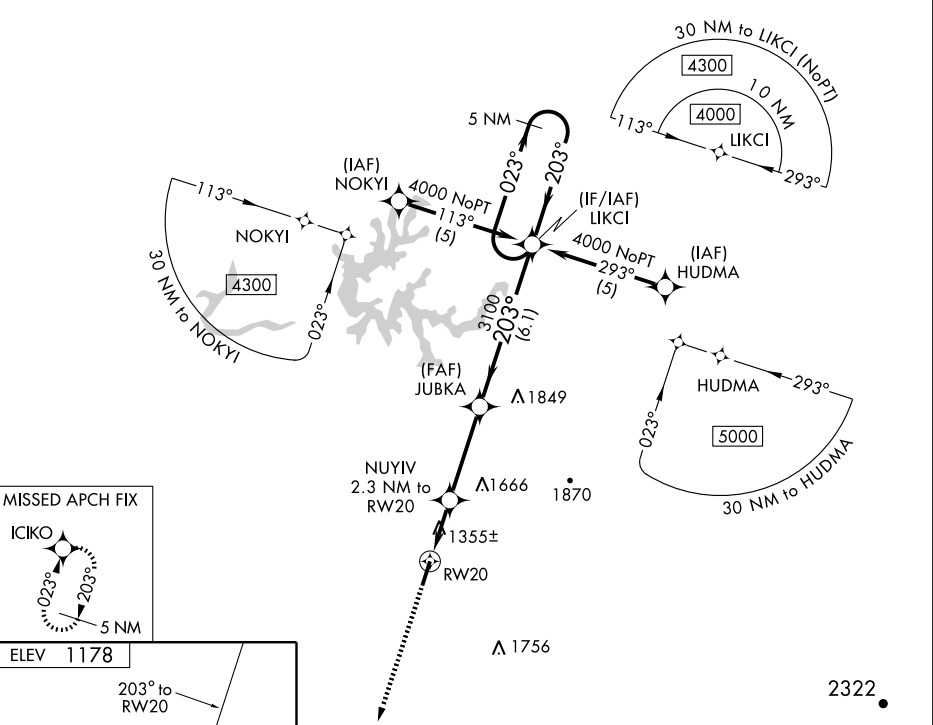 30 NM to LIKCI (NoPT)
4300
10 NM
4000
113°
LIKCI
293°
5 NM
023°
203°
(IAF)
NOKYI
4000 NoPT
113°
(5)
(IF/IAF)
LIKCI
4000 NoPT
293°
(5)
(IAF)
HUDMA
113°
NOKYI
4300
023°
30 NM to NOKYI
3100
203°
(6.1)
(FAF)
JUBKA
1849
HUDMA
293°
023°
5000
30 NM to HUDMA
NUYIV
2.3 NM to
RW20
1666
1870
1355±
RW20
MISSED APCH FIX
ICIKO
023°
203°
5 NM
ELEV 1178
1756
203° to
RW20
2322